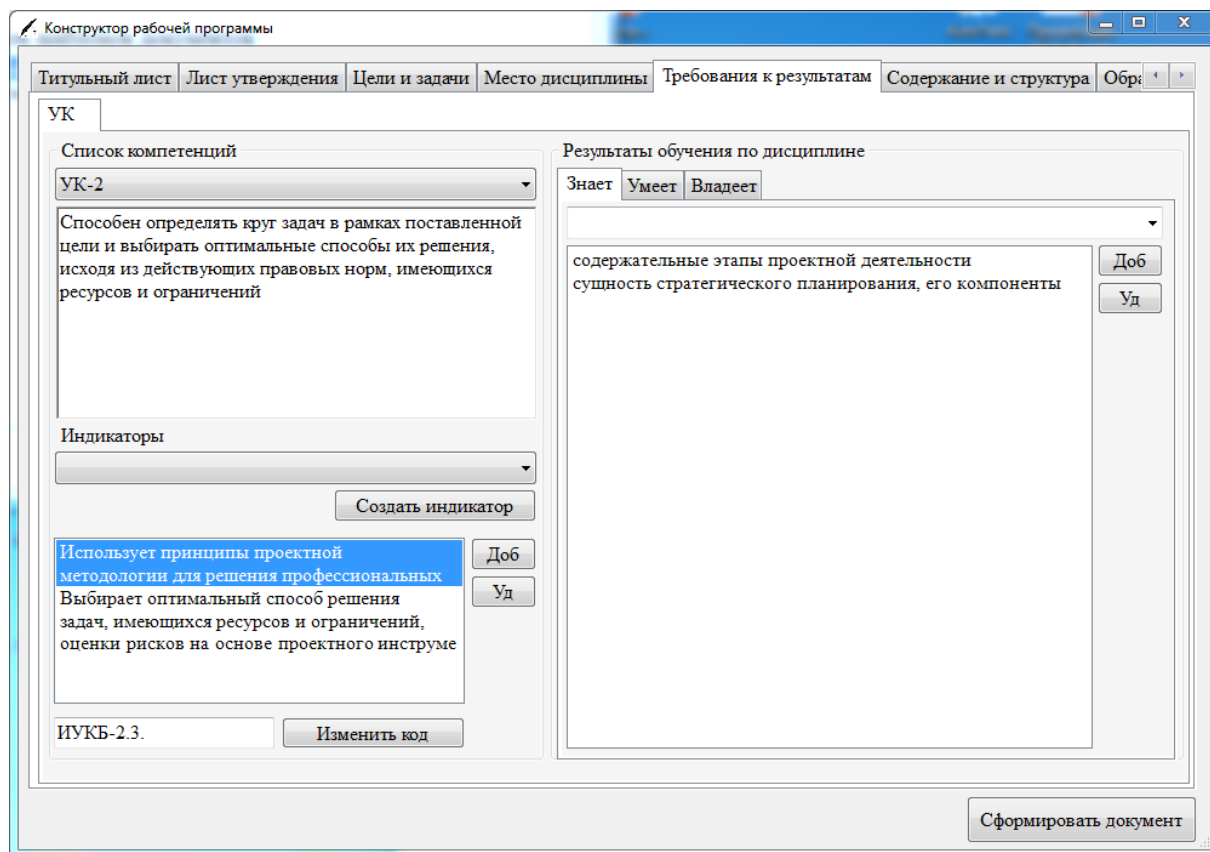 Конструктор рабочей программы
Титульный лист Лист утверждения Цели и задачи Место дисциплины Требования к результатам Содержание и структура Обра
УК
Список компетенций
УК-2
Способен определять круг задач в рамках поставленной
цели и выбирать оптимальные способы их решения,
исходя из действующих правовых норм, имеющихся
ресурсов и ограничений
Индикаторы
Создать индикатор
Использует принципы проектной
методологии для решения профессиональных
Выбирает оптимальный способ решения
задач, имеющихся ресурсов и ограничений,
оценки рисков на основе проектного инструме
Доб
Уд
ИУКБ-2.3.
Изменить код
Результаты обучения по дисциплине
Знает Умеет Владеет
содержательные этапы проектной деятельности
сущность стратегического планирования, его компоненты
Доб
Уд
Сформировать документ